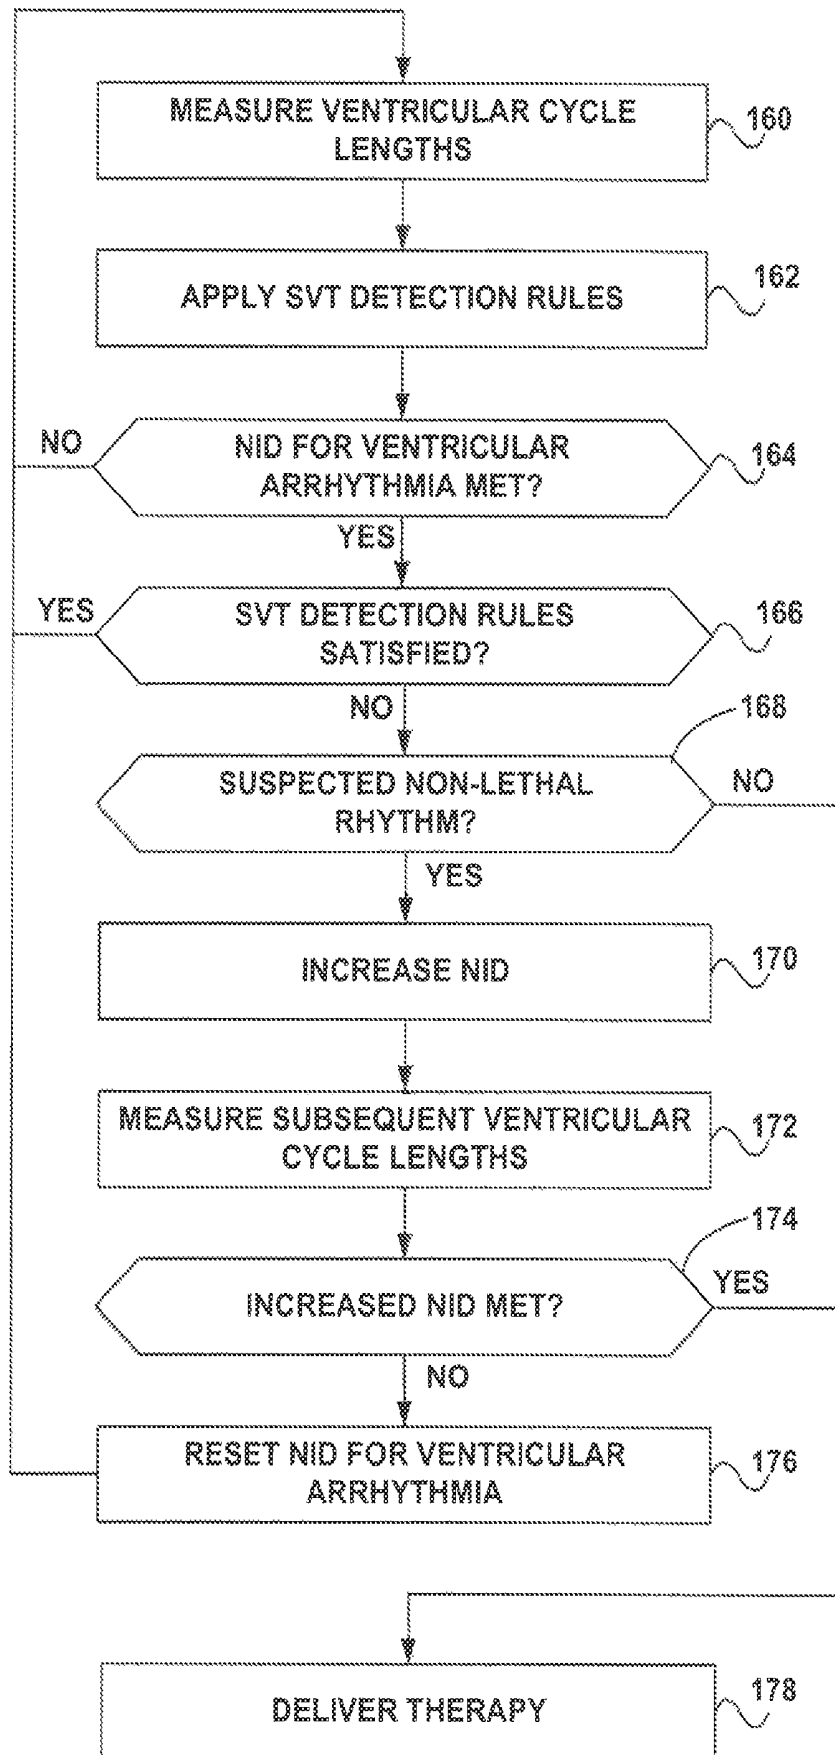 MEASURE VENTRICULAR CYCLE
LENGTHS
160
APPLY SVT DETECTION RULES
162
NO
NID FOR VENTRICULAR
ARRHYTHMIA MET?
164
YES
YES
SVT DETECTION RULES
SATISFIED?
166
NO
168
SUSPECTED NON-LETHAL
RHYTHM?
NO
YES
INCREASE NID
170
MEASURE SUBSEQUENT VENTRICULAR
CYCLE LENGTHS
172
174
INCREASED NID MET?
YES
NO
RESET NID FOR VENTRICULAR
ARRHYTHMIA
176
DELIVER THERAPY
178